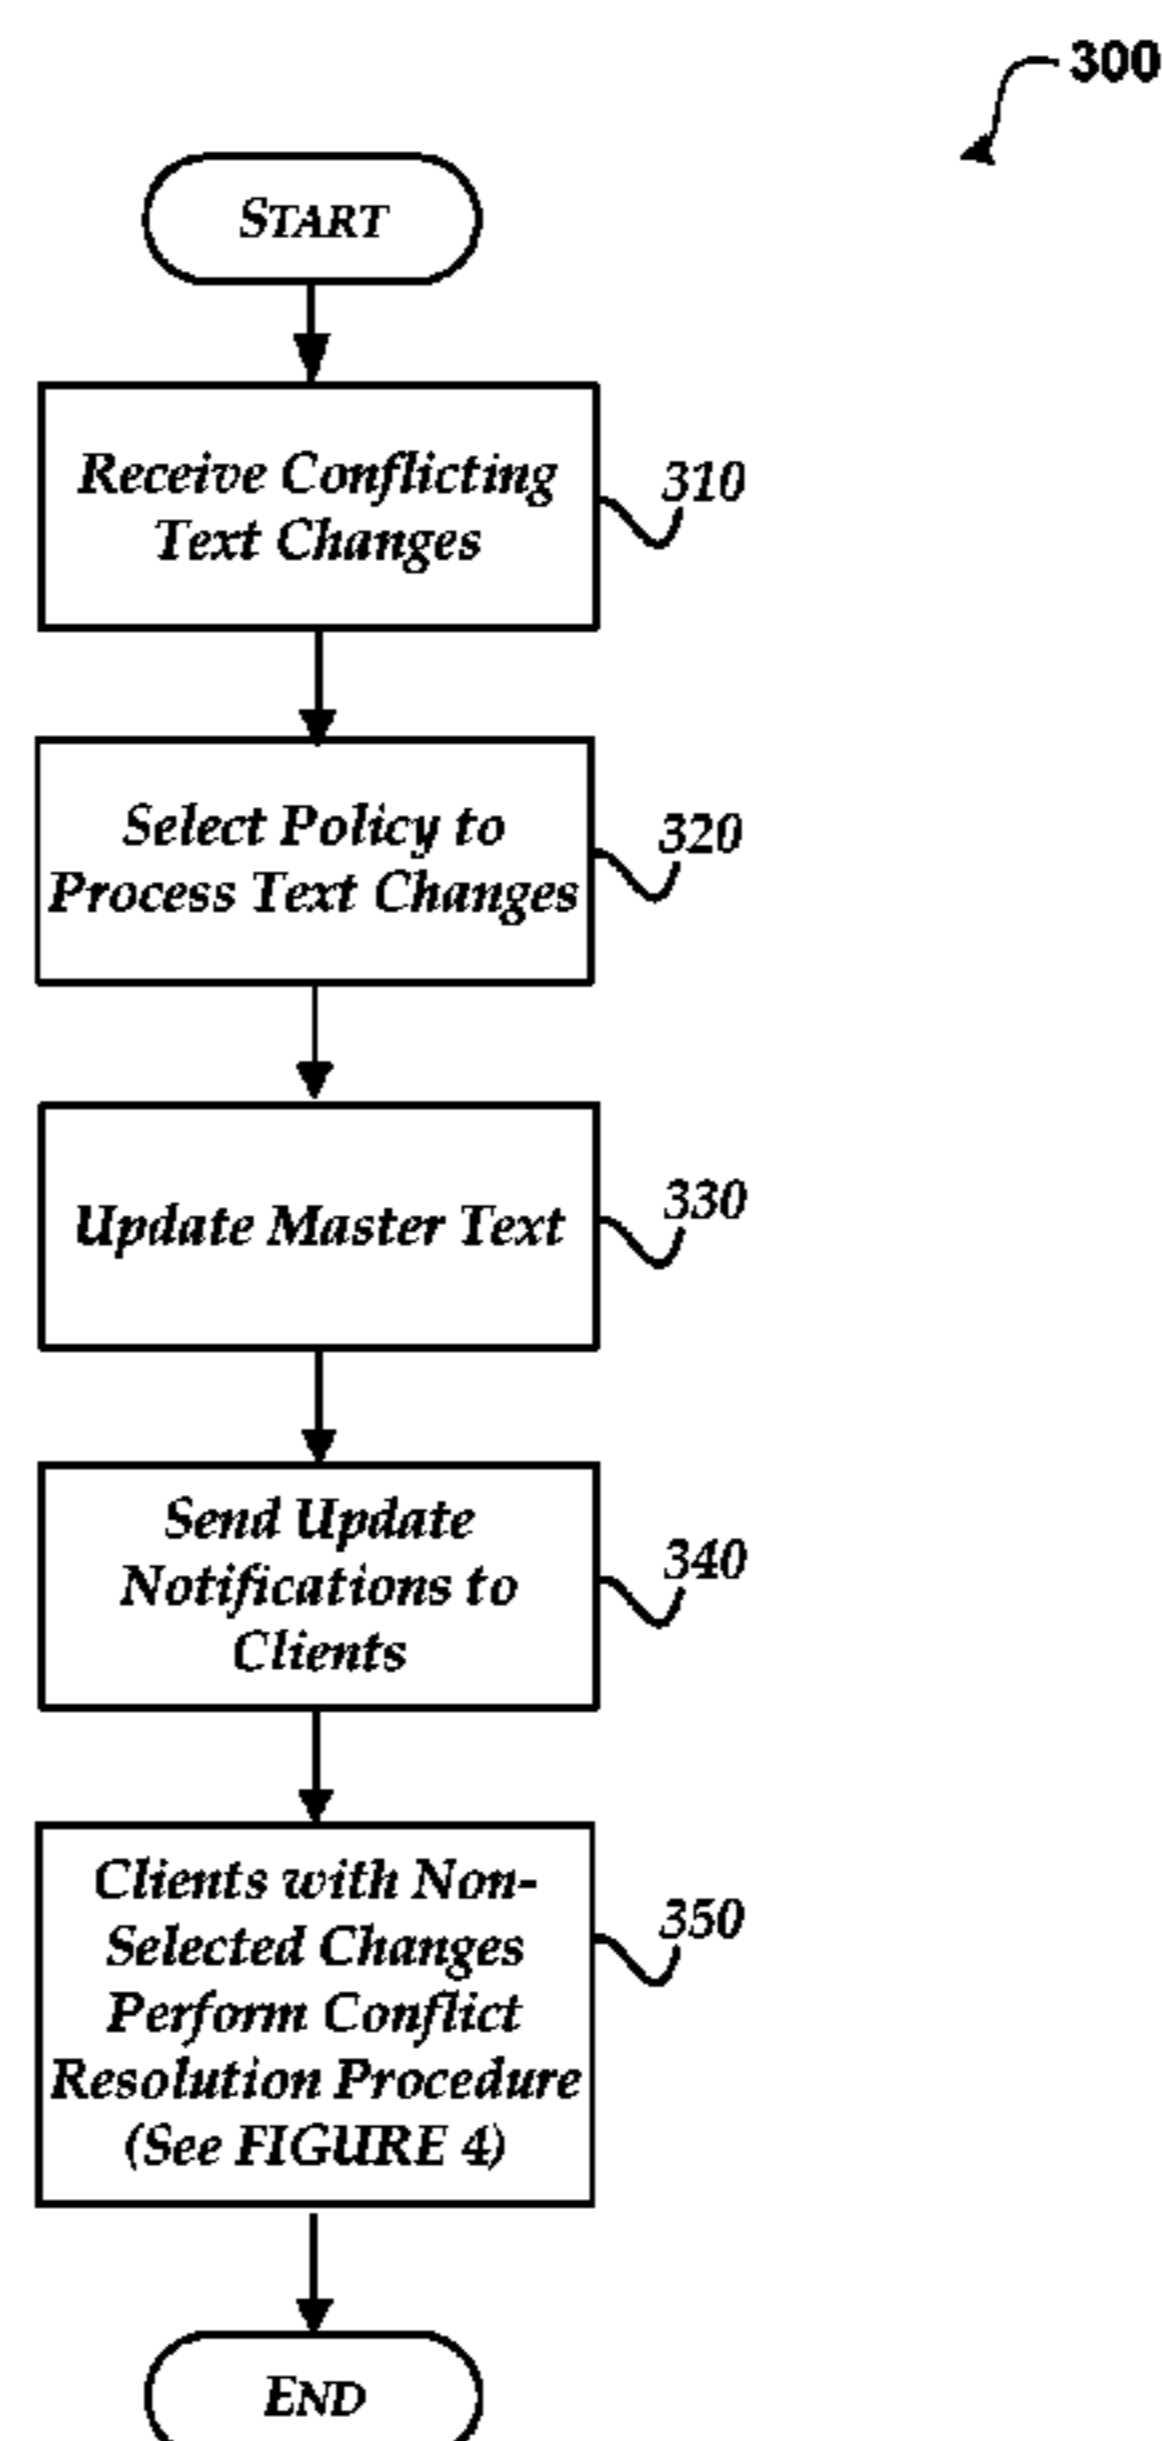 300
START
Receive Conflicting
Text Changes
310
Select Policy to
Process Text Changes
320
Update Master Text
330
Send Update
Notifications to
Clients
340
Clients with Non-
Selected Changes
Perform Conflict
Resolution Procedure
(See FIGURE 4)
350
END